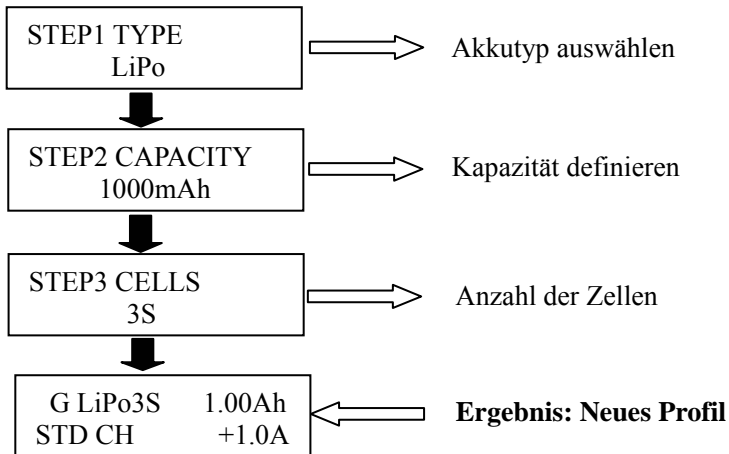 STEP1 TYPE
LiPo
Akkutyp auswählen
STEP2 CAPACITY
1000mAh
Kapazität definieren
STEP3 CELLS
3S
Anzahl der Zellen
G LiPo3S 1.00Ah
STD CH +1.0A
Ergebnis: Neues Profil